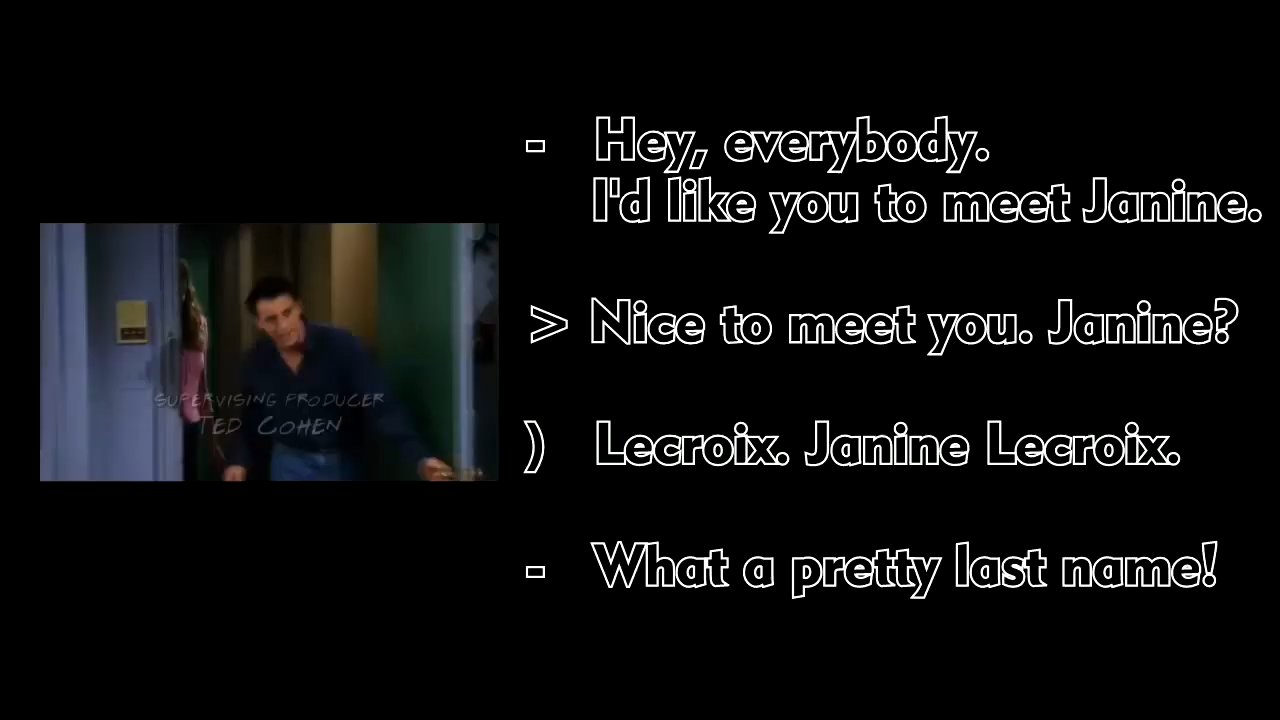 - Hey, everybody.
I'd like you to meet Janine.
> Nice to meet you. Janine?
) Lecroix. Janine Lecroix.
- What a pretty last name!
SUPERVISING PRODUCER
TED COHEN